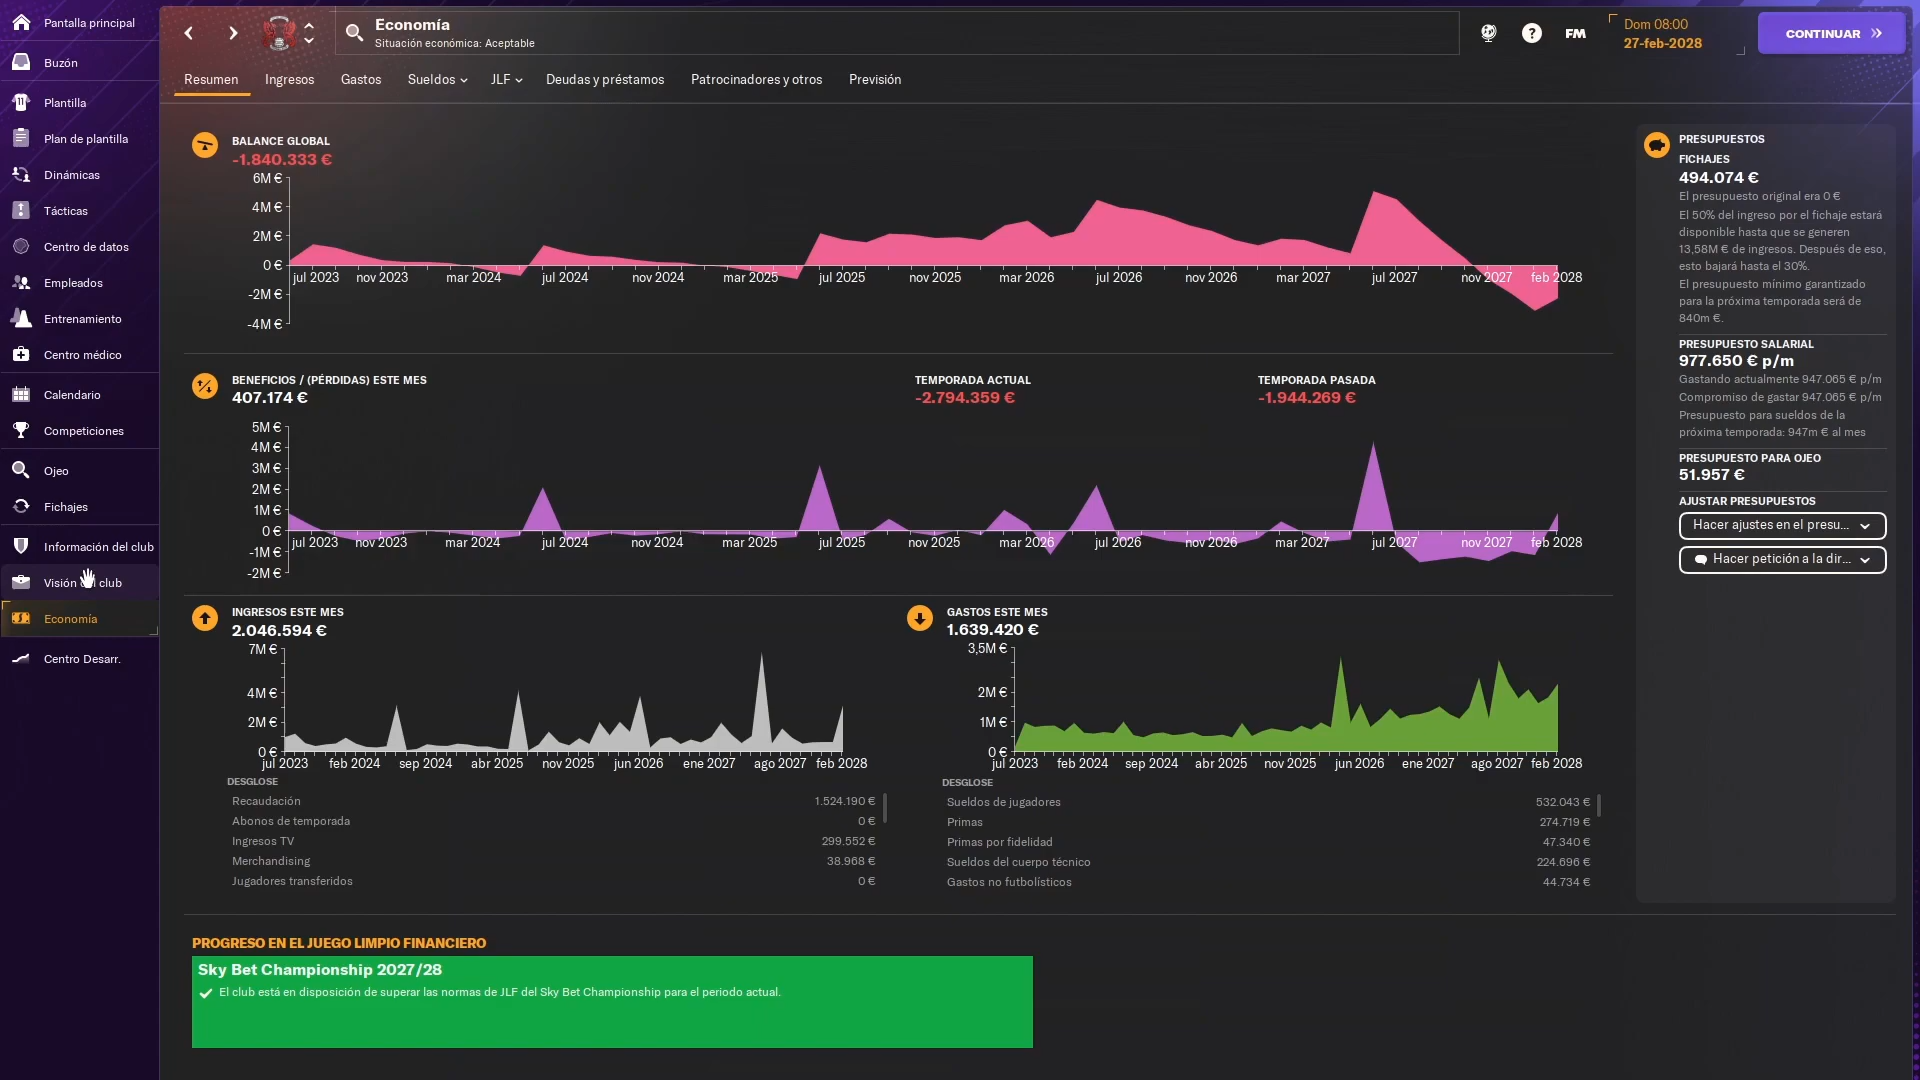 Pantalla principal
Buzón
Plantilla
Plan de plantilla
Dinámicas
Tácticas
Centro de datos
Empleados
Entrenamiento
Centro médico
Calendario
Competiciones
Ojeo
Fichajes
Información del club
Visión del club
Economía
Centro Desarr.
Economía
Situación económica: Aceptable
FM
Dom 08:00
27-feb-2028
CONTINUAR
Resumen
Ingresos
Gastos
Sueldos
JLF
Deudas y préstamos
Patrocinadores y otros
Previsión
BALANCE GLOBAL
-1.840.333 €
6M €
4M €
2M €
0 €
-2M €
-4M €
jul 2023 nov 2023 mar 2024 jul 2024 nov 2024 mar 2025 jul 2025 nov 2025 mar 2026 jul 2026 nov 2026 mar 2027 jul 2027 nov 2027 feb 2028
BENEFICIOS / (PÉRDIDAS) ESTE MES
407.174 €
TEMPORADA ACTUAL
-2.794.359 €
TEMPORADA PASADA
-1.944.269 €
5M €
4M €
3M €
2M €
1M €
0 €
-1M €
-2M €
jul 2023 nov 2023 mar 2024 jul 2024 nov 2024 mar 2025 jul 2025 nov 2025 mar 2026 jul 2026 nov 2026 mar 2027 jul 2027 nov 2027 feb 2028
INGRESOS ESTE MES
2.046.594 €
7M €
4M €
2M €
0 €
jul 2023 feb 2024 sep 2024 abr 2025 nov 2025 jun 2026 ene 2027 ago 2027 feb 2028
DESGLOSE
Recaudación 1.524.190 €
Abonos de temporada 0 €
Ingresos TV 299.552 €
Merchandising 38.968 €
Jugadores transferidos 0 €
GASTOS ESTE MES
1.639.420 €
3,5M €
2M €
1M €
0 €
jul 2023 feb 2024 sep 2024 abr 2025 nov 2025 jun 2026 ene 2027 ago 2027 feb 2028
DESGLOSE
Sueldos de jugadores 532.043 €
Primas 274.719 €
Primas por fidelidad 47.340 €
Sueldos del cuerpo técnico 224.696 €
Gastos no futbolísticos 44.734 €
PRESUPUESTOS
FICHAJES
494.074 €
El presupuesto original era 0 €
El 50% del ingreso por el fichaje estará
disponible hasta que se generen
13,58M € de ingresos. Después de eso,
esto bajará hasta el 30%.
El presupuesto mínimo garantizado
para la próxima temporada será de
840m €.
PRESUPUESTO SALARIAL
977.650 € p/m
Gastando actualmente 947.065 € p/m
Compromiso de gastar 947.065 € p/m
Presupuesto para sueldos de la
próxima temporada: 947m € al mes
PRESUPUESTO PARA OJEO
51.957 €
AJUSTAR PRESUPUESTOS
Hacer ajustes en el presu...
Hacer petición a la dir...
PROGRESO EN EL JUEGO LIMPIO FINANCIERO
Sky Bet Championship 2027/28
El club está en disposición de superar las normas de JLF del Sky Bet Championship para el periodo actual.